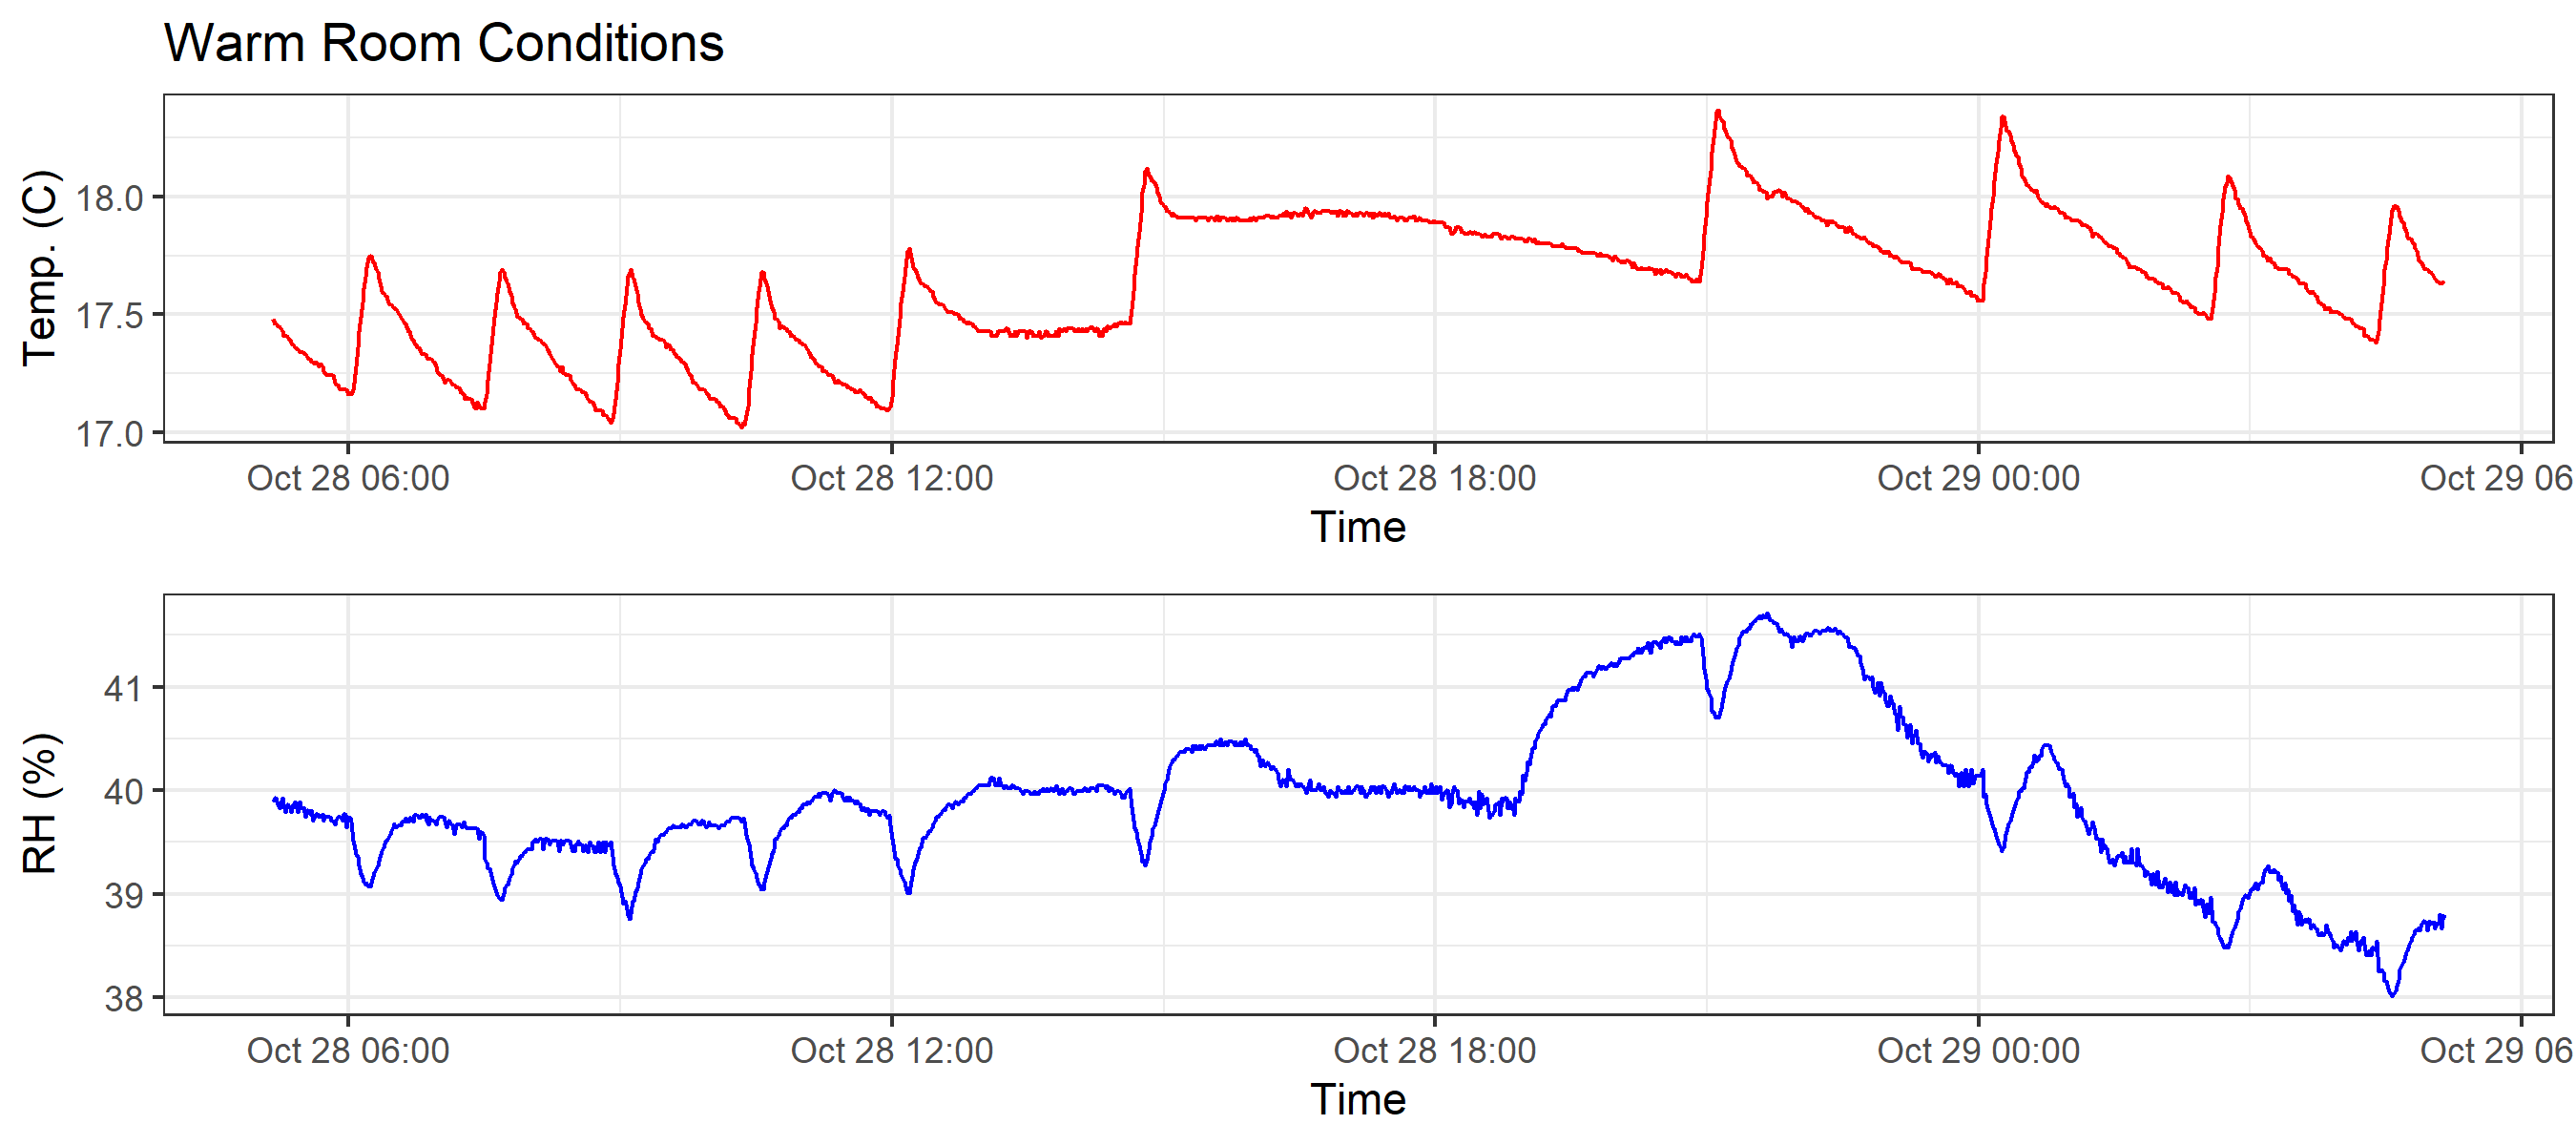 Warm Room Conditions
Temp. (C)
18.0
17.5
17.0
Oct 28 06:00 Oct 28 12:00 Oct 28 18:00 Oct 29 00:00 Oct 29 06
Time
RH (%)
41
40
39
38
Oct 28 06:00 Oct 28 12:00 Oct 28 18:00 Oct 29 00:00 Oct 29 06
Time